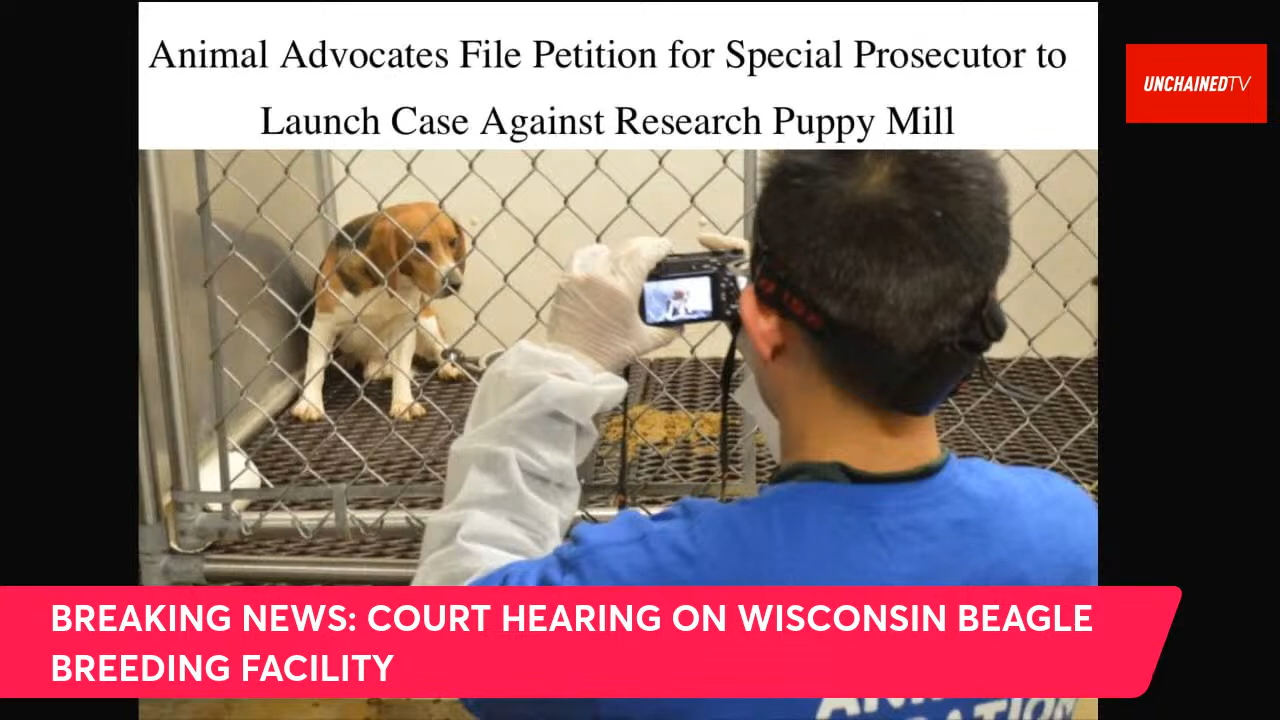 Animal Advocates File Petition for Special Prosecutor to
Launch Case Against Research Puppy Mill
UNCHAINEDTV
BREAKING NEWS: COURT HEARING ON WISCONSIN BEAGLE
BREEDING FACILITY